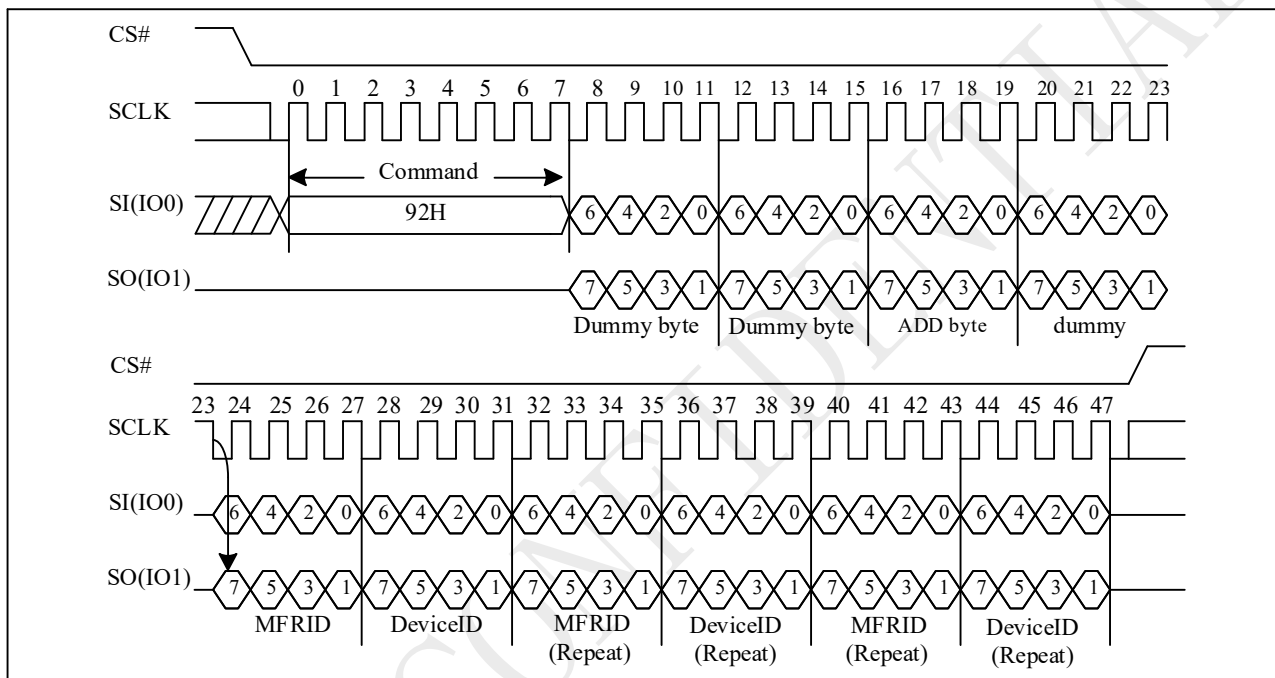 CS#
0 1 2 3 4 5 6 7 8 9 10 11 12 13 14 15 16 17 18 19 20 21 22 23
SCLK
Command
SI(IO0) 92H 6 4 2 0 6 4 2 0 6 4 2 0 6 4 2 0
SO(IO1) 7 5 3 1 7 5 3 1 7 5 3 1 7 5 3 1
Dummy byte Dummy byte ADD byte dummy
CS#
23 24 25 26 27 28 29 30 31 32 33 34 35 36 37 38 39 40 41 42 43 44 45 46 47
SCLK
SI(IO0) 6 4 2 0 6 4 2 0 6 4 2 0 6 4 2 0 6 4 2 0 6 4 2 0
SO(IO1) 7 5 3 1 7 5 3 1 7 5 3 1 7 5 3 1 7 5 3 1 7 5 3 1
MFRID DeviceID MFRID DeviceID MFRID DeviceID
(Repeat) (Repeat) (Repeat) (Repeat)
CONFIDENTIAL